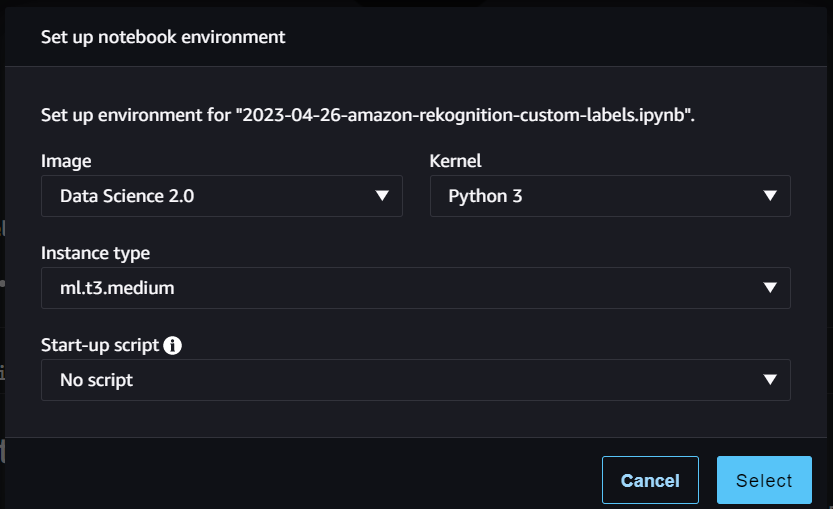 Set up notebook environment
Set up environment for "2023-04-26-amazon-rekognition-custom-labels.ipynb".
Image
Kernel
Data Science 2.0
Python 3
Instance type
ml.t3.medium
Start-up script
No script
Cancel
Select